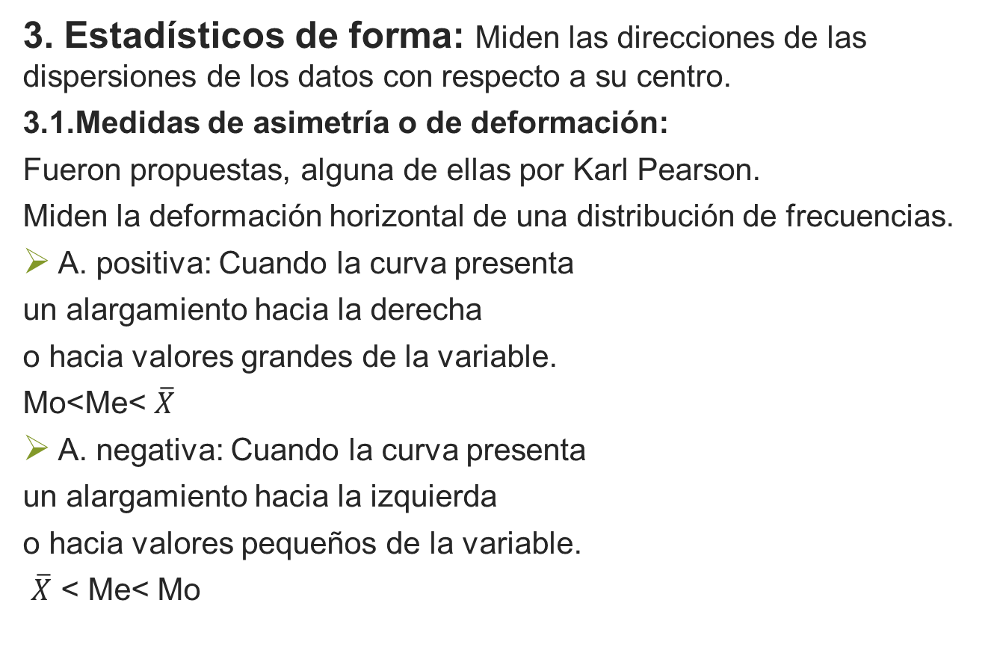 3. Estadísticos de forma: Miden las direcciones de las
dispersiones de los datos con respecto a su centro.
3.1.Medidas de asimetría o de deformación:
Fueron propuestas, alguna de ellas por Karl Pearson.
Miden la deformación horizontal de una distribución de frecuencias.
➢ A. positiva: Cuando la curva presenta
un alargamiento hacia la derecha
o hacia valores grandes de la variable.
Mo<Me< X̅
➢ A. negativa: Cuando la curva presenta
un alargamiento hacia la izquierda
o hacia valores pequeños de la variable.
X̅ < Me< Mo